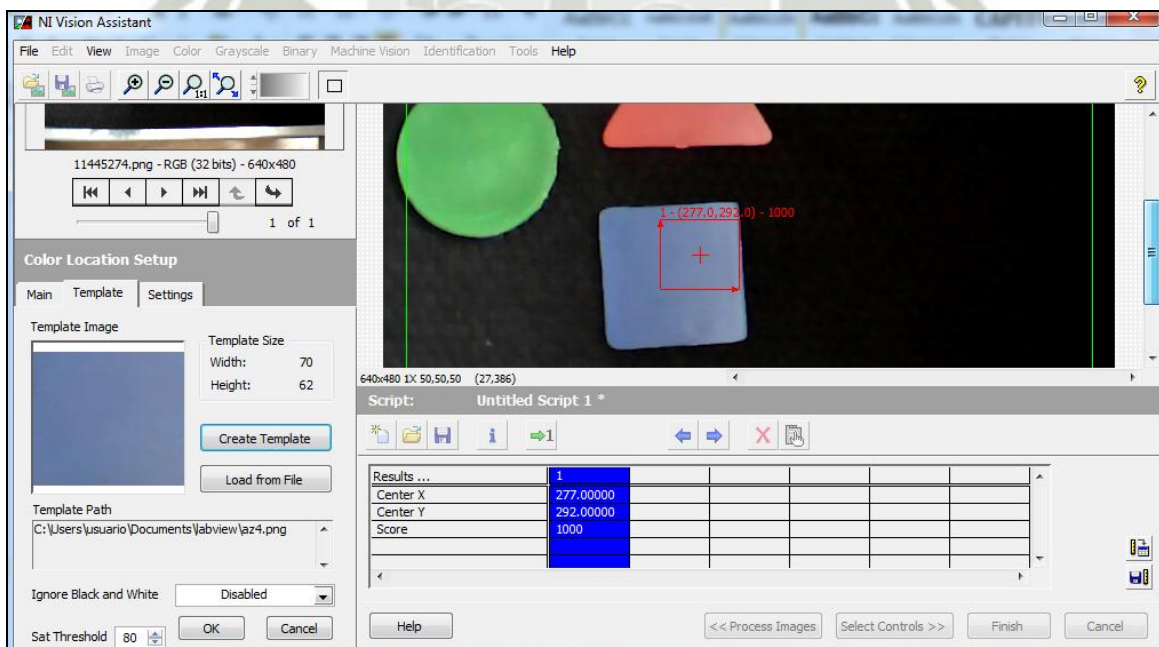 NI Vision Assistant
File Edit View Image Color Grayscale Binary Machine Vision Identification Tools Help
1:1
11445274.png - RGB (32 bits) - 640x480
1 of 1
Color Location Setup
Main Template Settings
Template Image
Template Size
Width: 70
Height: 62
Create Template
Load from File
Template Path
C:\Users\usuario\Documents\labview\az4.png
Ignore Black and White Disabled
Sat Threshold 80
OK Cancel
1 - (277.0,292.0) - 1000
640x480 1X 50,50,50 (27,386)
Script: Untitled Script 1 *
1
Results ... 1
Center X 277.00000
Center Y 292.00000
Score 1000
Help << Process Images Select Controls >> Finish Cancel